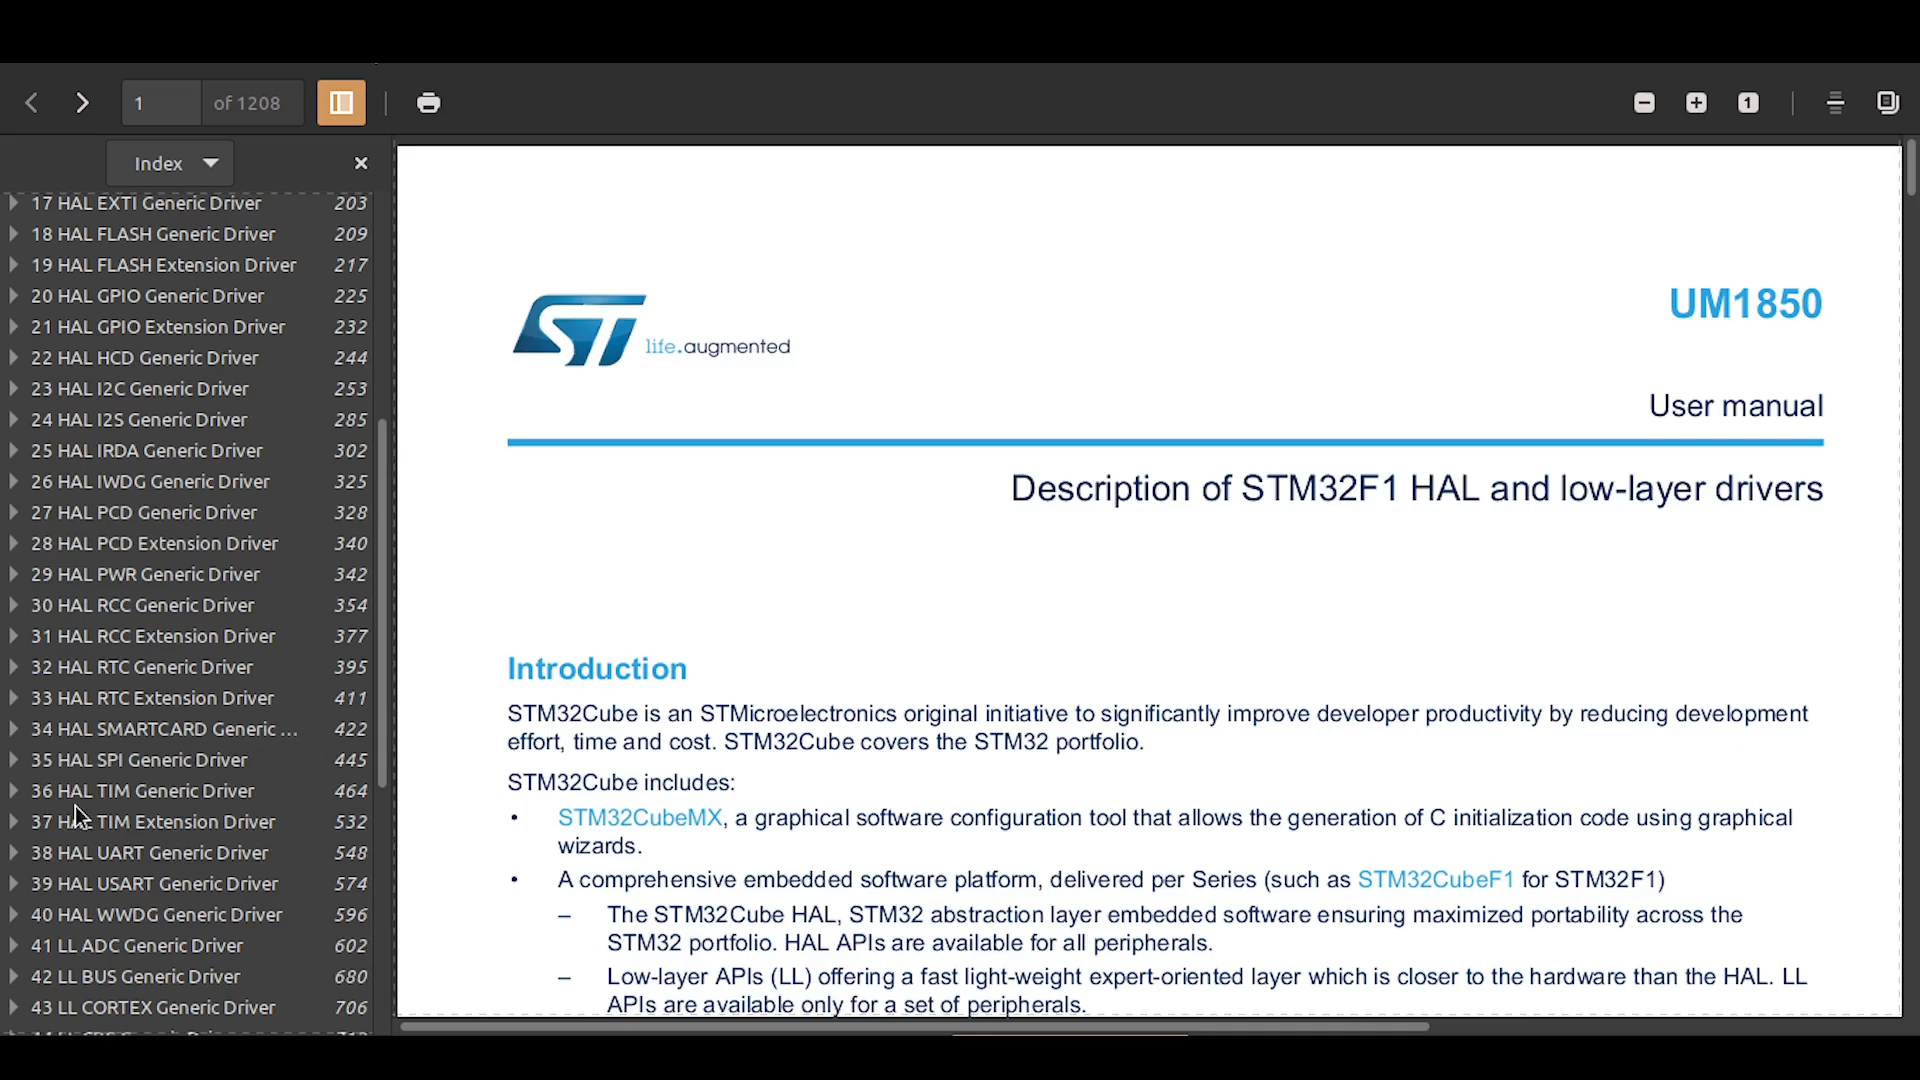 1 of 1208
1
Index
17 HAL EXTI Generic Driver 203
18 HAL FLASH Generic Driver 209
19 HAL FLASH Extension Driver 217
20 HAL GPIO Generic Driver 225
21 HAL GPIO Extension Driver 232
22 HAL HCD Generic Driver 244
23 HAL I2C Generic Driver 253
24 HAL I2S Generic Driver 285
25 HAL IRDA Generic Driver 302
26 HAL IWDG Generic Driver 325
27 HAL PCD Generic Driver 328
28 HAL PCD Extension Driver 340
29 HAL PWR Generic Driver 342
30 HAL RCC Generic Driver 354
31 HAL RCC Extension Driver 377
32 HAL RTC Generic Driver 395
33 HAL RTC Extension Driver 411
34 HAL SMARTCARD Generic ... 422
35 HAL SPI Generic Driver 445
36 HAL TIM Generic Driver 464
37 HAL TIM Extension Driver 532
38 HAL UART Generic Driver 548
39 HAL USART Generic Driver 574
40 HAL WWDG Generic Driver 596
41 LL ADC Generic Driver 602
42 LL BUS Generic Driver 680
43 LL CORTEX Generic Driver 706
ST life.augmented
UM1850
User manual
Description of STM32F1 HAL and low-layer drivers
Introduction
STM32Cube is an STMicroelectronics original initiative to significantly improve developer productivity by reducing development
effort, time and cost. STM32Cube covers the STM32 portfolio.
STM32Cube includes:
• STM32CubeMX, a graphical software configuration tool that allows the generation of C initialization code using graphical
wizards.
• A comprehensive embedded software platform, delivered per Series (such as STM32CubeF1 for STM32F1)
– The STM32Cube HAL, STM32 abstraction layer embedded software ensuring maximized portability across the
STM32 portfolio. HAL APIs are available for all peripherals.
– Low-layer APIs (LL) offering a fast light-weight expert-oriented layer which is closer to the hardware than the HAL. LL
APIs are available only for a set of peripherals.